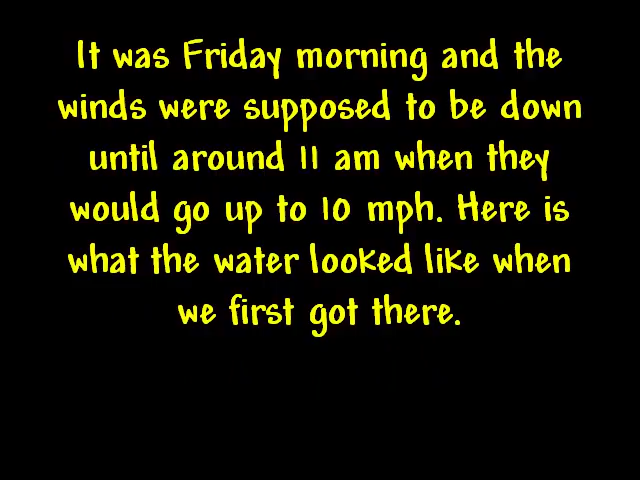 It was Friday morning and the
winds were supposed to be down
until around 11 am when they
would go up to 10 mph. Here is
what the water looked like when
we first got there.